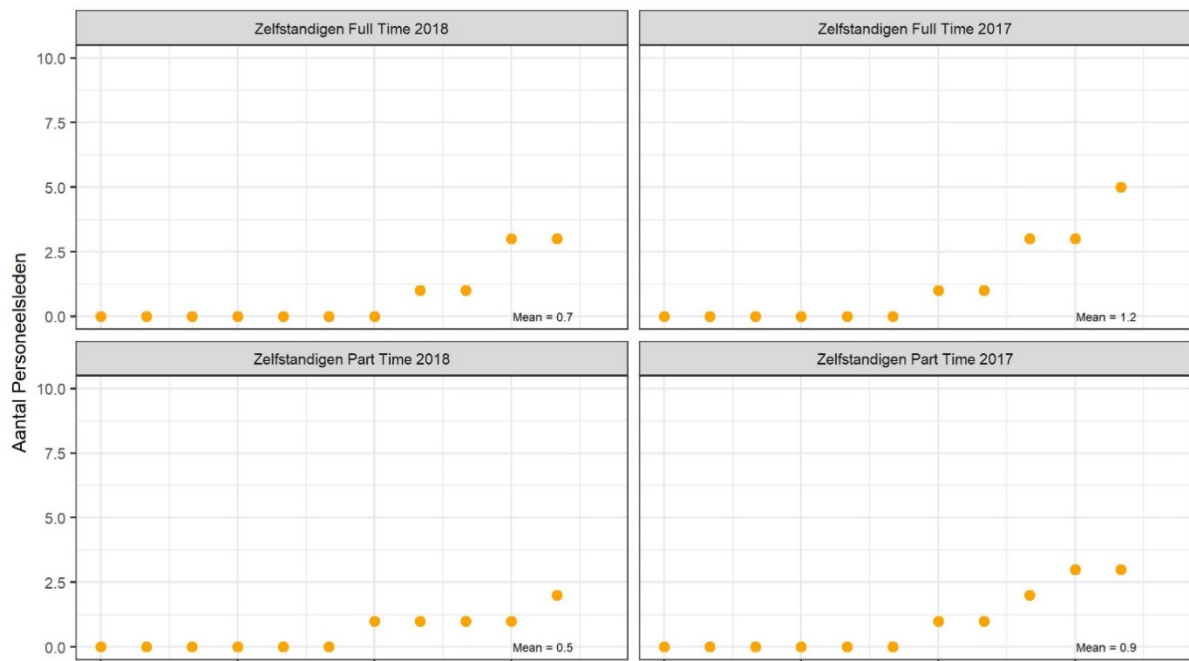 Zelfstandigen Full Time 2018
Zelfstandigen Full Time 2017
10.0
7.5
5.0
2.5
0.0
Mean = 0.7
Mean = 1.2
Aantal Personeelsleden
Zelfstandigen Part Time 2018
Zelfstandigen Part Time 2017
10.0
7.5
5.0
2.5
0.0
Mean = 0.5
Mean = 0.9